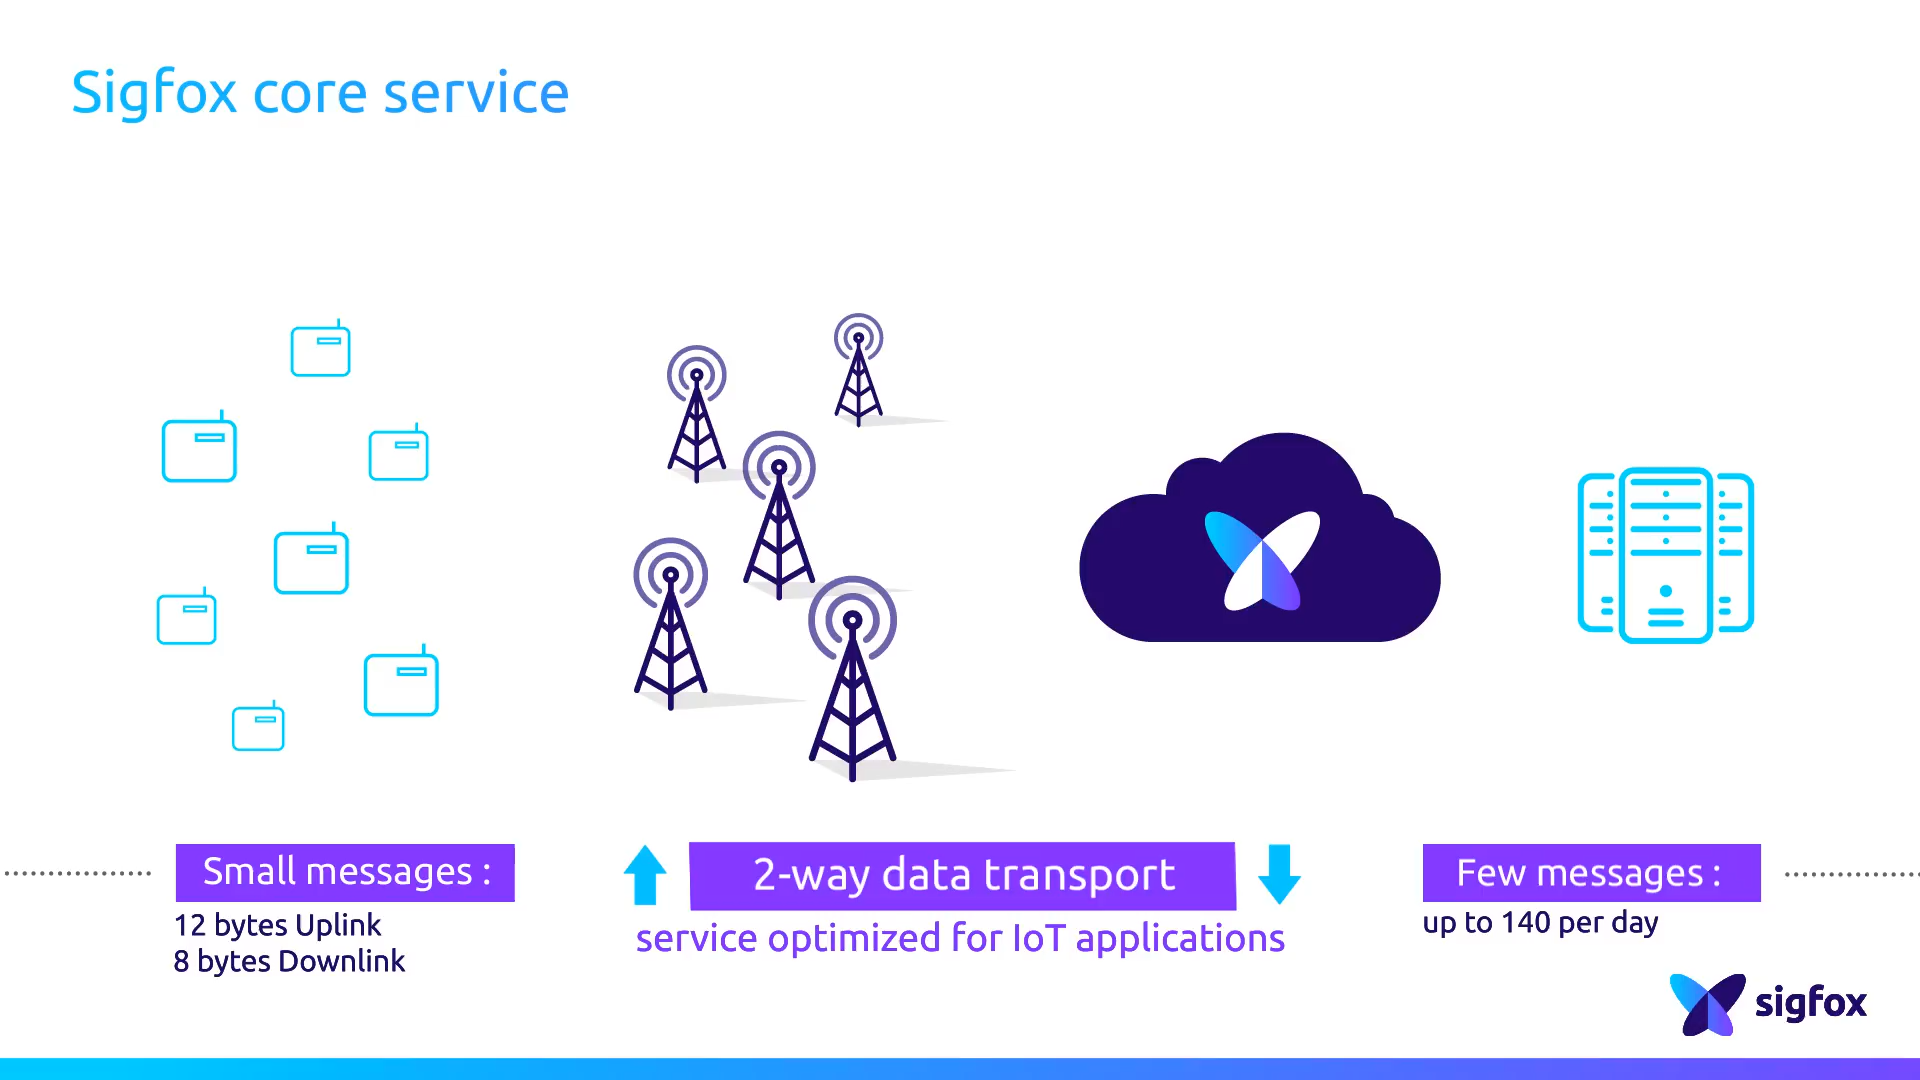 Sigfox core service
Small messages :
12 bytes Uplink
8 bytes Downlink
2-way data transport
service optimized for IoT applications
Few messages :
up to 140 per day
sigfox